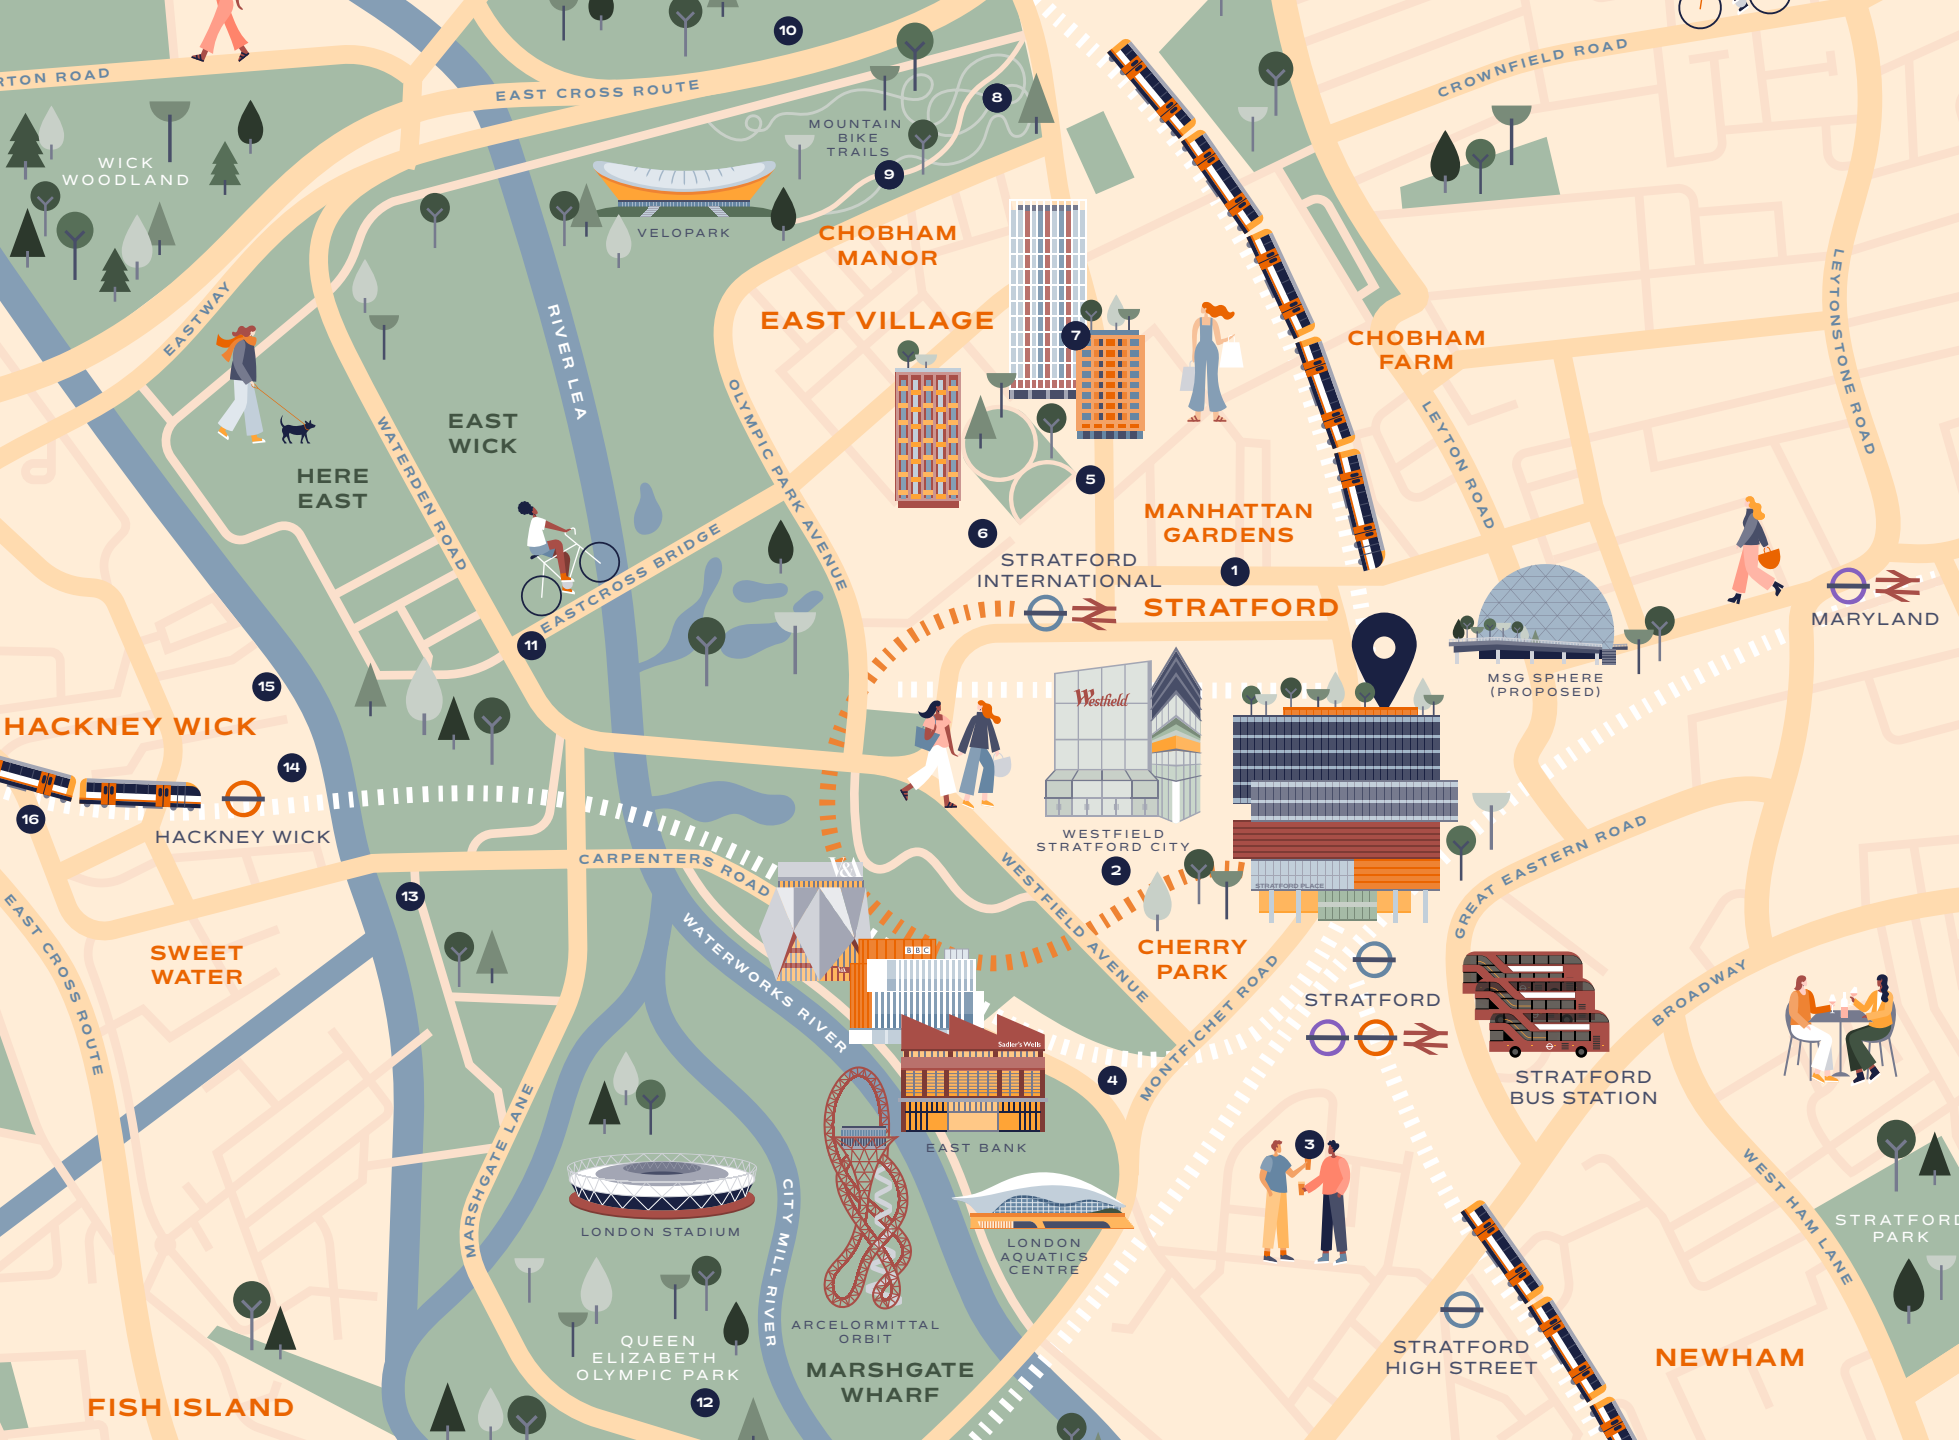 10
RTON ROAD
EAST CROSS ROUTE
CROWNFIELD ROAD
8
MOUNTAIN
BIKE
TRAILS
WICK
WOODLAND
9
VELOPARK
CHOBHAM
MANOR
EASTWAY
RIVER LEA
EAST VILLAGE
7
CHOBHAM
FARM
LEYTONSTONE ROAD
OLYMPIC PARK AVENUE
EAST
WICK
WATERDEN ROAD
HERE
EAST
LEYTON ROAD
5
MANHATTAN
GARDENS
6
STRATFORD
INTERNATIONAL
1
STRATFORD
EASTCROSS BRIDGE
11
MARYLAND
MSG SPHERE
(PROPOSED)
15
HACKNEY WICK
Westfield
14
16
HACKNEY WICK
WESTFIELD
STRATFORD CITY
2
CARPENTERS ROAD
V&A
STRATFORD PLACE
GREAT EASTERN ROAD
13
EAST CROSS ROUTE
WESTFIELD AVENUE
SWEET
WATER
WATERWORKS RIVER
BBC
CHERRY
PARK
BROADWAY
STRATFORD
MONTFICHET ROAD
Sadler's Wells
4
STRATFORD
BUS STATION
MARSHGATE LANE
EAST BANK
3
WEST HAM LANE
CITY MILL RIVER
LONDON STADIUM
STRATFORD
PARK
LONDON
AQUATICS
CENTRE
ARCELORMITTAL
ORBIT
QUEEN
ELIZABETH
OLYMPIC PARK
MARSHGATE
WHARF
STRATFORD
HIGH STREET
NEWHAM
12
FISH ISLAND